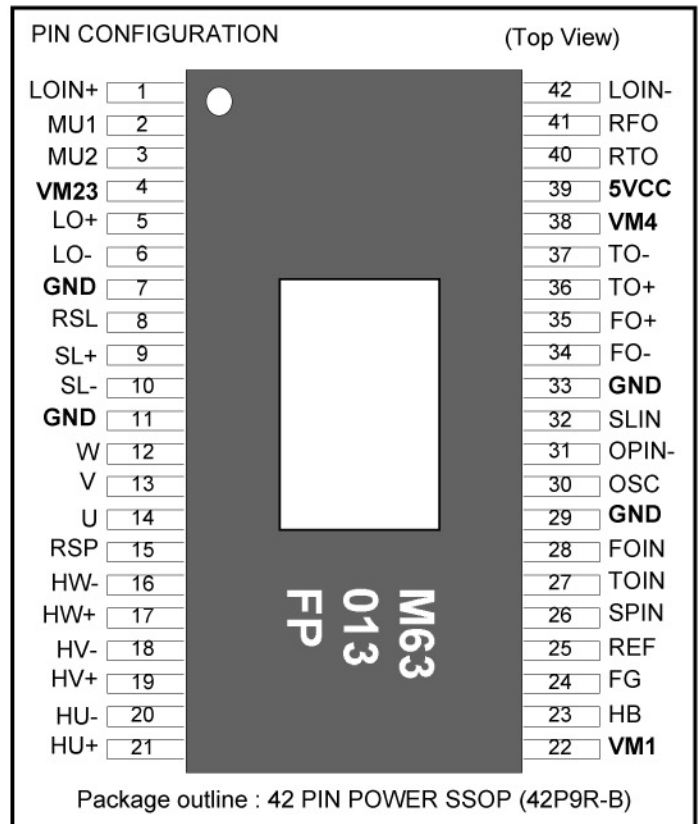 PIN CONFIGURATION (Top View)
LOIN+ 1 42 LOIN-
MU1 2 41 RFO
MU2 3 40 RTO
VM23 4 39 5VCC
LO+ 5 38 VM4
LO- 6 37 TO-
GND 7 36 TO+
RSL 8 35 FO+
SL+ 9 34 FO-
SL- 10 33 GND
GND 11 32 SLIN
W 12 31 OPIN-
V 13 30 OSC
U 14 29 GND
RSP 15 28 FOIN
HW- 16 27 TOIN
HW+ 17 26 SPIN
HV- 18 25 REF
HV+ 19 24 FG
HU- 20 23 HB
HU+ 21 22 VM1
M63
013
FP
Package outline : 42 PIN POWER SSOP (42P9R-B)